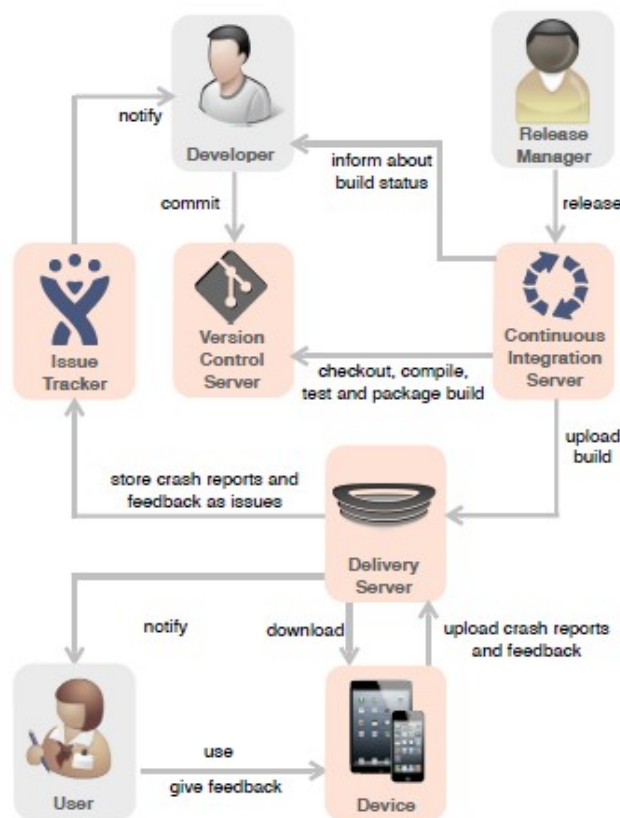 notify
Developer
inform about
build status
Release
Manager
commit
release
Issue
Tracker
Version
Control
Server
checkout, compile,
test and package build
Continuous
Integration
Server
upload
build
store crash reports and
feedback as issues
Delivery
Server
notify
download
upload crash reports
and feedback
use
give feedback
User
Device